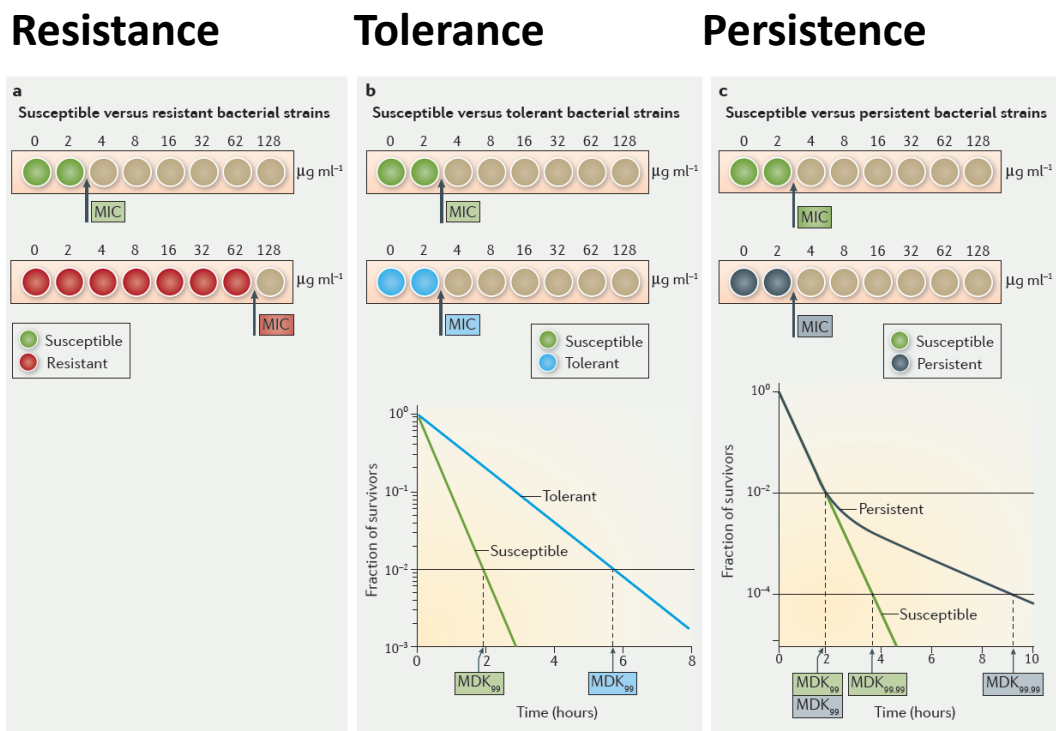 Resistance
Tolerance
Persistence
a
Susceptible versus resistant bacterial strains
0 2 4 8 16 32 62 128
µg ml⁻¹
MIC
0 2 4 8 16 32 62 128
µg ml⁻¹
MIC
Susceptible
Resistant
b
Susceptible versus tolerant bacterial strains
0 2 4 8 16 32 62 128
µg ml⁻¹
MIC
0 2 4 8 16 32 62 128
µg ml⁻¹
MIC
Susceptible
Tolerant
Fraction of survivors
10⁰
10⁻¹
10⁻²
10⁻³
Tolerant
Susceptible
0 2 4 6 8
MDK₉₉
MDK₉₉
Time (hours)
c
Susceptible versus persistent bacterial strains
0 2 4 8 16 32 62 128
µg ml⁻¹
MIC
0 2 4 8 16 32 62 128
µg ml⁻¹
MIC
Susceptible
Persistent
Fraction of survivors
10⁰
10⁻²
10⁻⁴
Persistent
Susceptible
0 2 4 6 8 10
MDK₉₉ MDK₉₉.₉₉ MDK₉₉.₉₉
MDK₉₉
Time (hours)